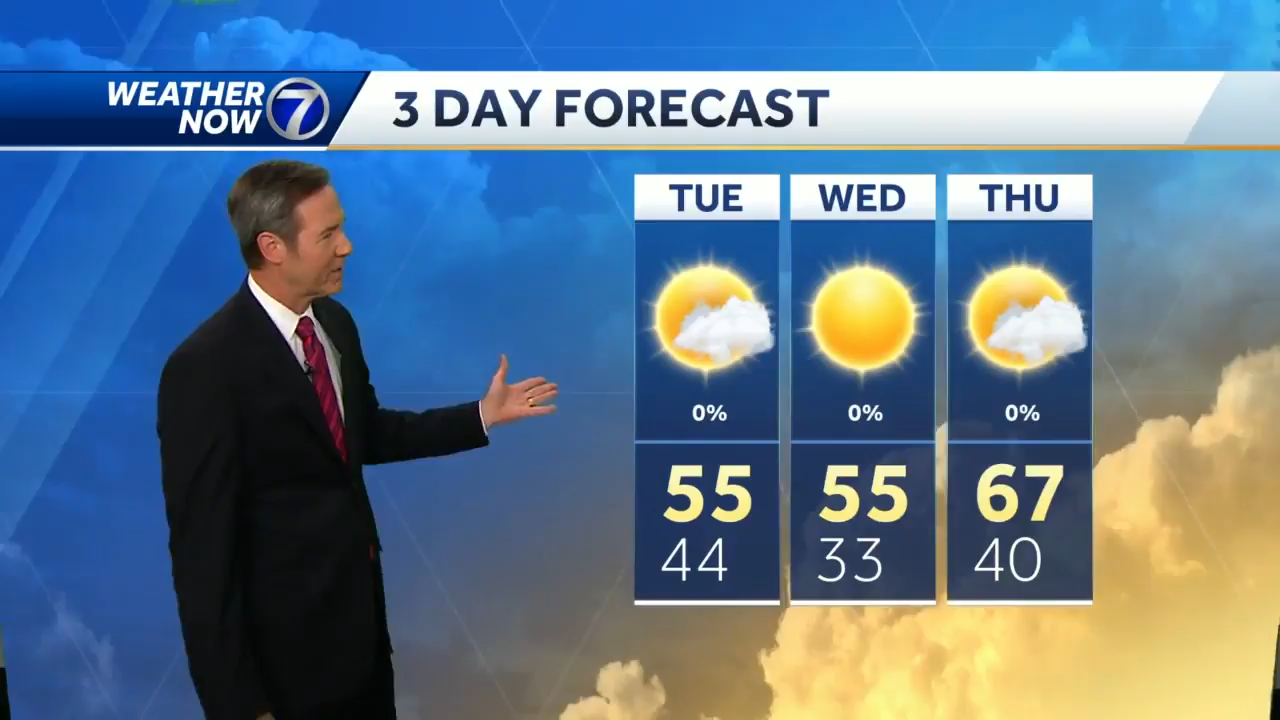 WEATHER
NOW 7
3 DAY FORECAST
TUE WED THU
0% 0% 0%
55 55 67
44 33 40